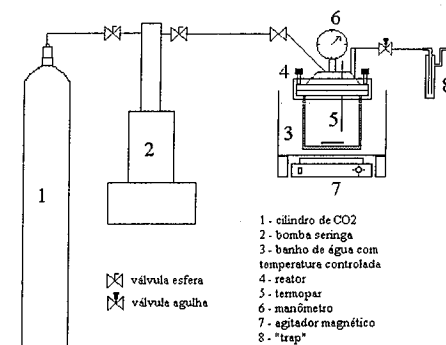 6
4
8
5
3
2
1
7
1 - cilindro de CO2
2 - bomba seringa
3 - banho de água com
temperatura controlada
4 - reator
5 - termopar
6 - manômetro
7 - agitador magnético
8 - "trap"
válvula esfera
válvula agulha